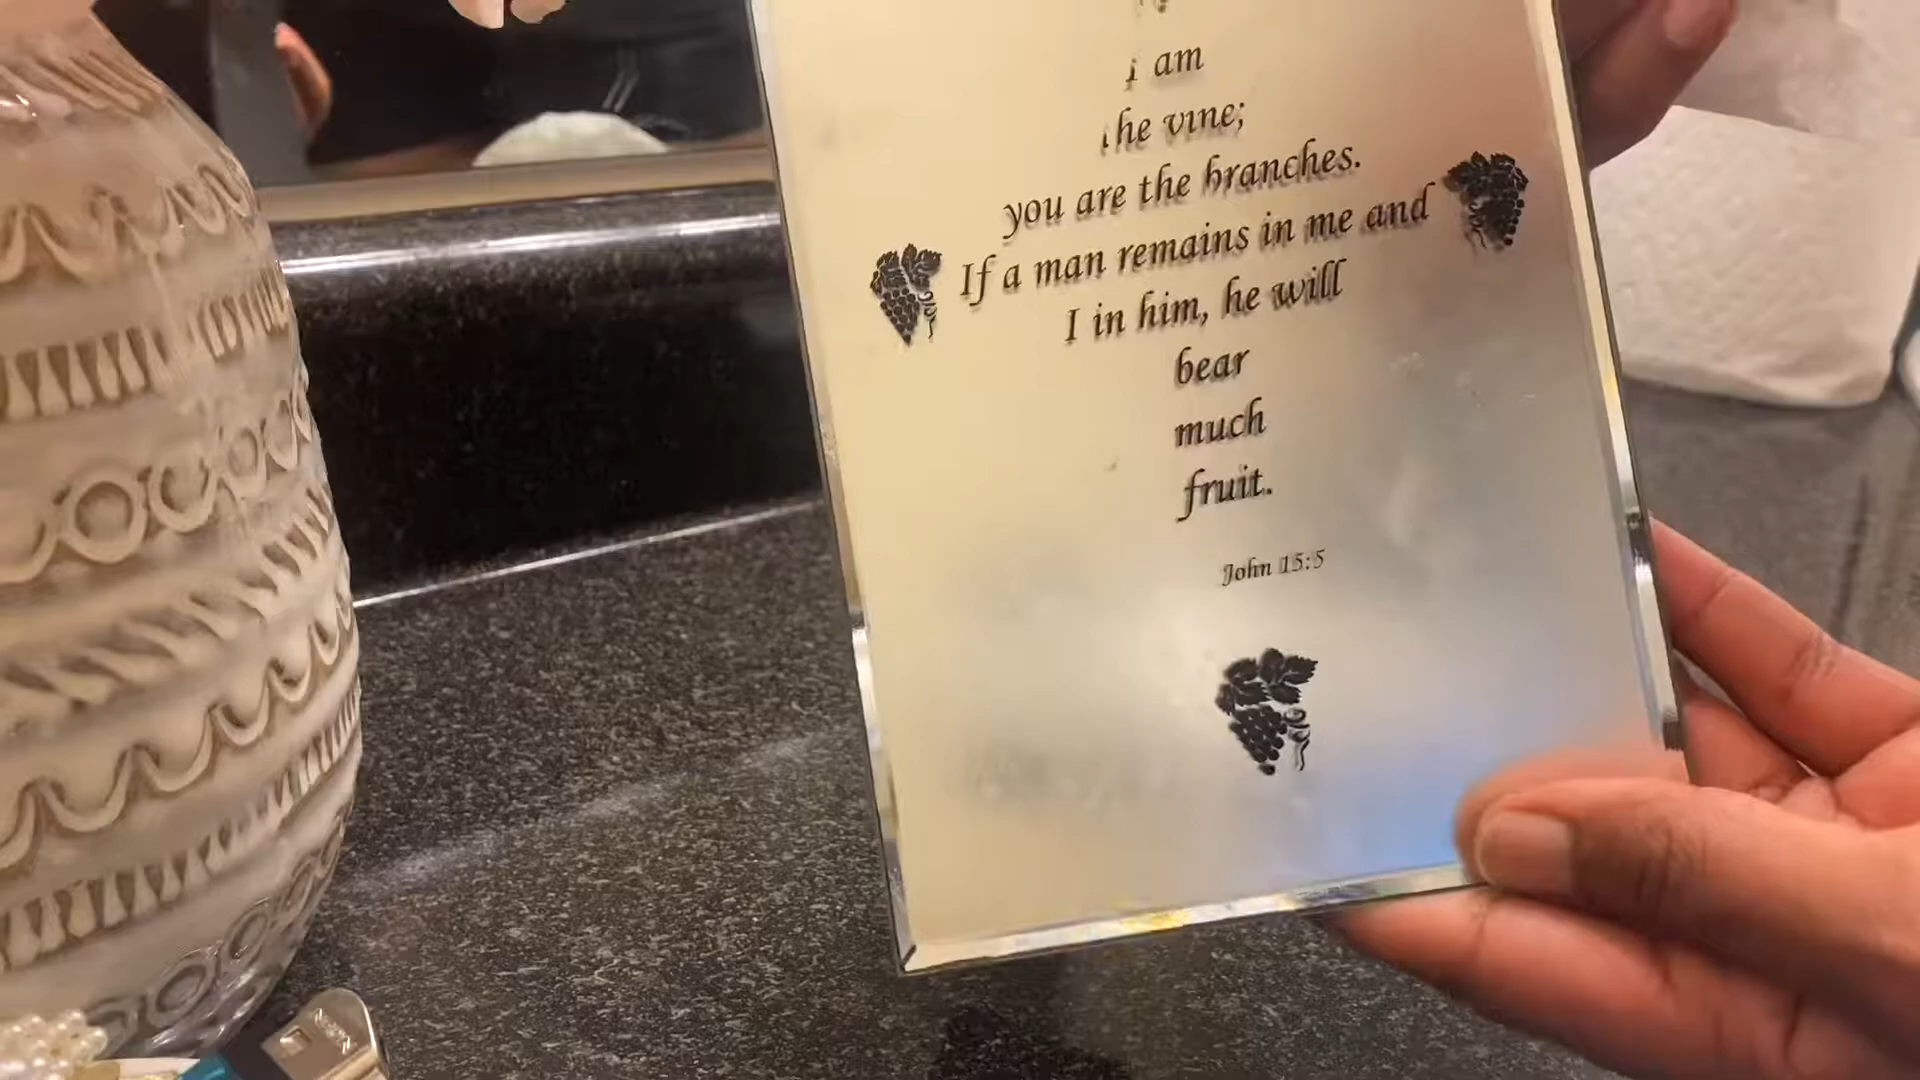 I am
the vine;
you are the branches.
If a man remains in me and
I in him, he will
bear
much
fruit.
John 15:5